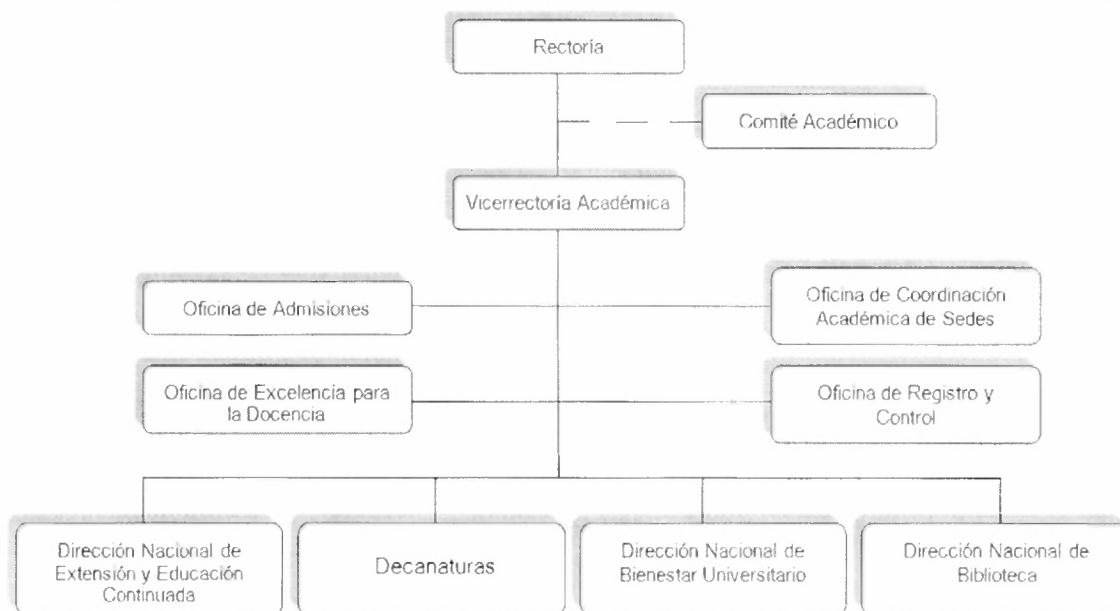 Rectoría
Comité Académico
Vicerrectoría Académica
Oficina de Admisiones
Oficina de Coordinación
Académica de Sedes
Oficina de Excelencia para
la Docencia
Oficina de Registro y
Control
Dirección Nacional de
Extensión y Educación
Continuada
Decanaturas
Dirección Nacional de
Bienestar Universitario
Dirección Nacional de
Biblioteca